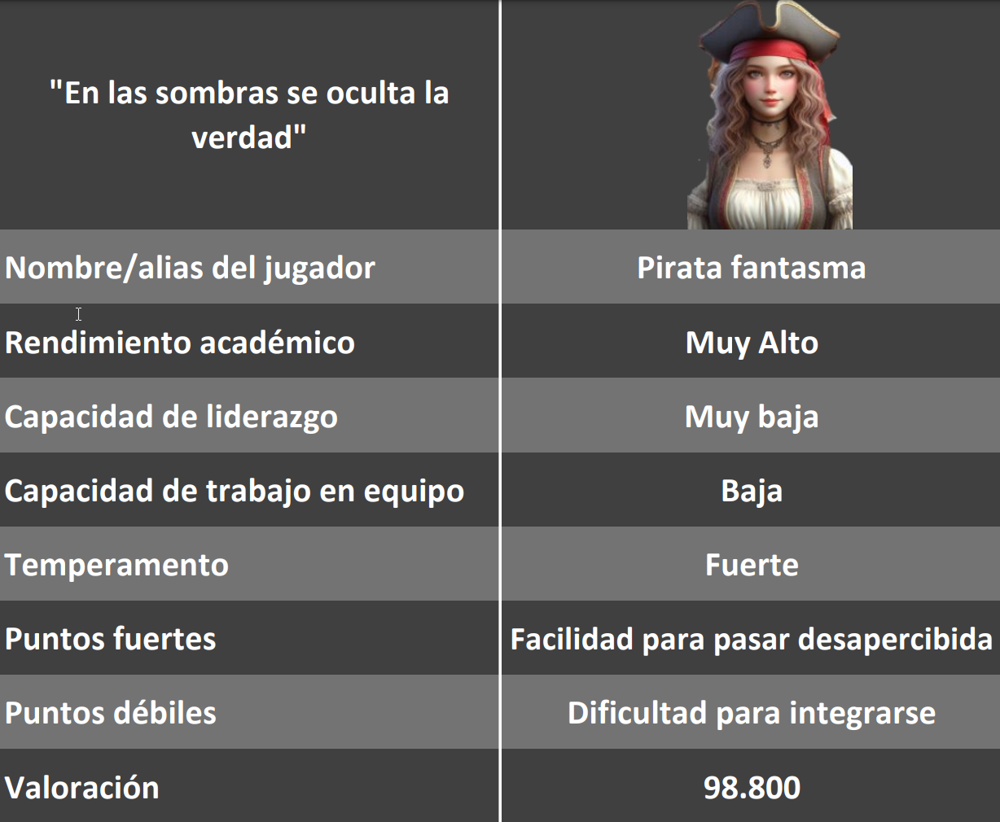 "En las sombras se oculta la
verdad"
Nombre/alias del jugador
Pirata fantasma
Rendimiento académico
Muy Alto
Capacidad de liderazgo
Muy baja
Capacidad de trabajo en equipo
Baja
Temperamento
Fuerte
Puntos fuertes
Facilidad para pasar desapercibida
Puntos débiles
Dificultad para integrarse
Valoración
98.800